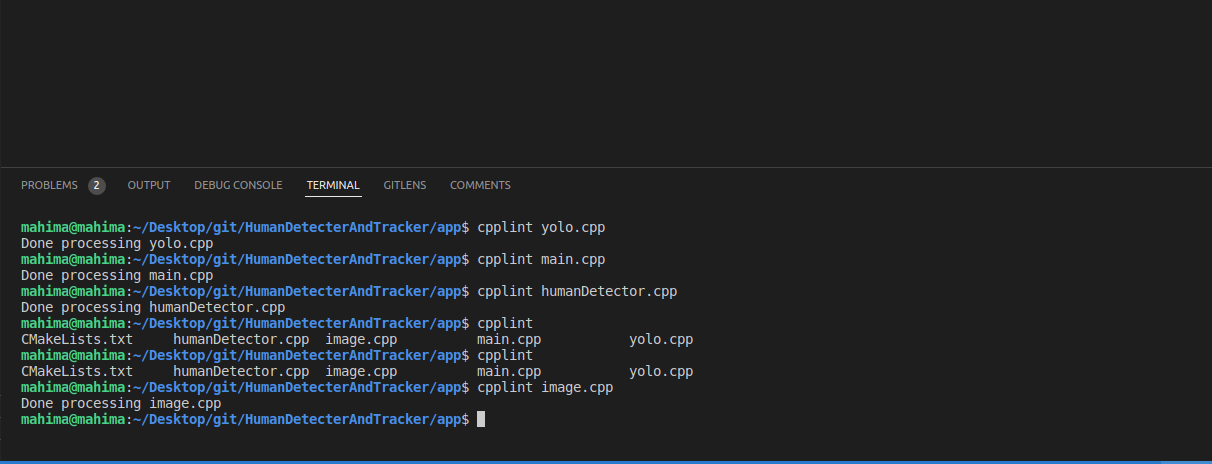 PROBLEMS 2 OUTPUT DEBUG CONSOLE TERMINAL GITLENS COMMENTS
mahima@mahima:~/Desktop/git/HumanDetecterAndTracker/app$ cpplint yolo.cpp
Done processing yolo.cpp
mahima@mahima:~/Desktop/git/HumanDetecterAndTracker/app$ cpplint main.cpp
Done processing main.cpp
mahima@mahima:~/Desktop/git/HumanDetecterAndTracker/app$ cpplint humanDetector.cpp
Done processing humanDetector.cpp
mahima@mahima:~/Desktop/git/HumanDetecterAndTracker/app$ cpplint
CMakeLists.txt humanDetector.cpp image.cpp main.cpp yolo.cpp
mahima@mahima:~/Desktop/git/HumanDetecterAndTracker/app$ cpplint
CMakeLists.txt humanDetector.cpp image.cpp main.cpp yolo.cpp
mahima@mahima:~/Desktop/git/HumanDetecterAndTracker/app$ cpplint image.cpp
Done processing image.cpp
mahima@mahima:~/Desktop/git/HumanDetecterAndTracker/app$